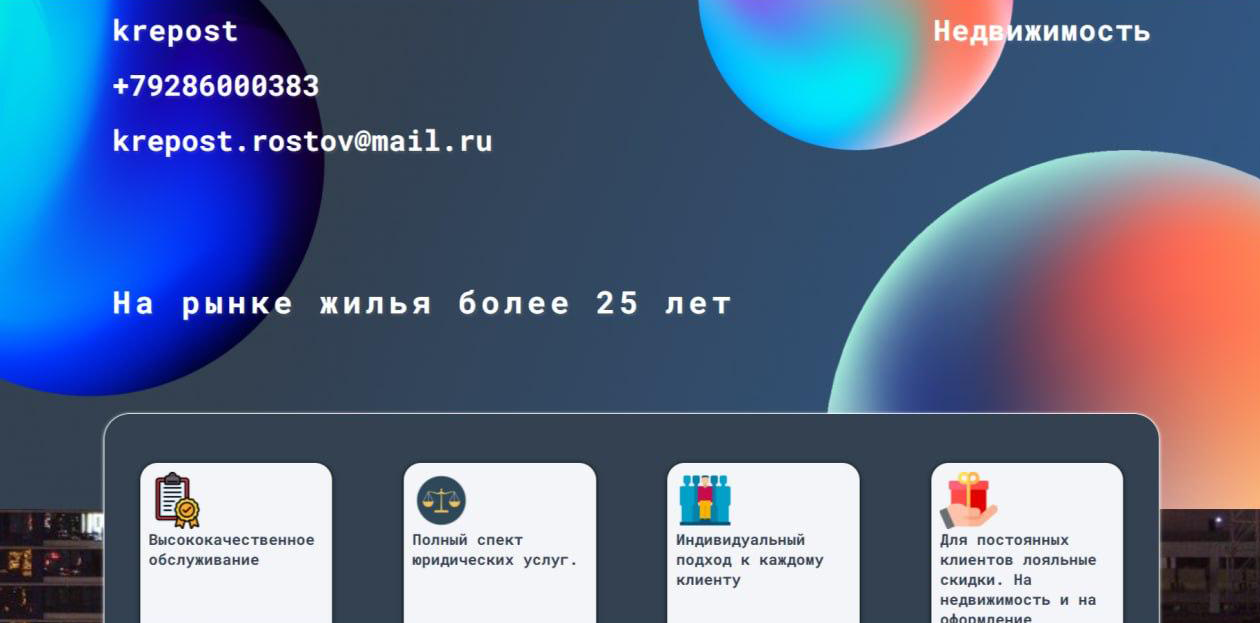 krepost
Недвижимость
+79286000383
krepost.rostov@mail.ru
На рынке жилья более 25 лет
Высококачественное
обслуживание
Полный спект
юридических услуг.
Индивидуальный
подход к каждому
клиенту
Для постоянных
клиентов лояльные
скидки. На
недвижимость и на
оформление